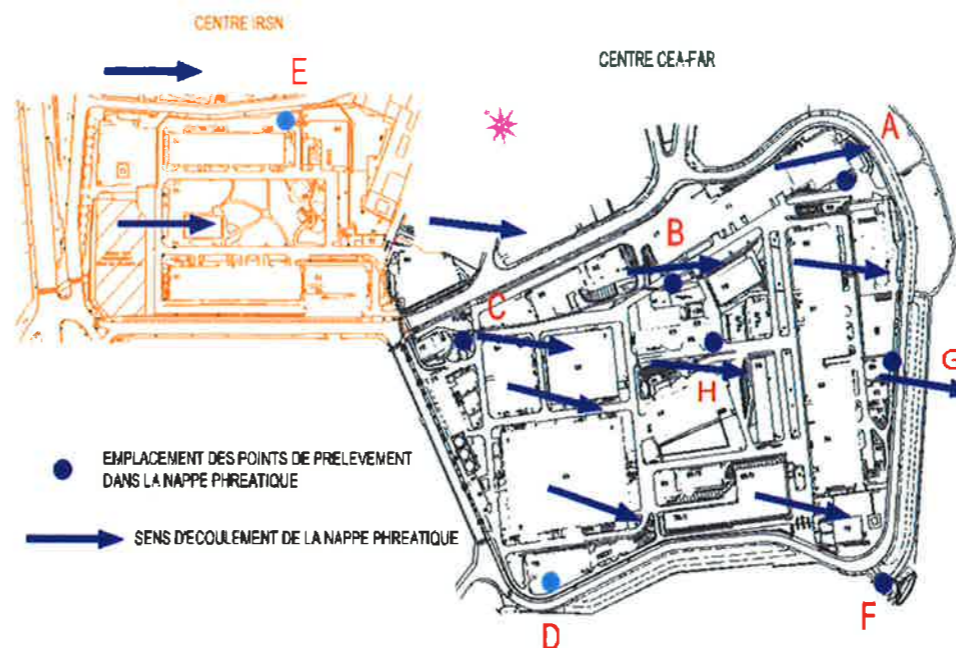 CENTRE IRSN
CENTRE CEA-FAR
E
A
B
C
G
H
EMPLACEMENT DES POINTS DE PRELEVEMENT
DANS LA NAPPE PHREATIQUE
SENS D'ECOULEMENT DE LA NAPPE PHREATIQUE
D
F